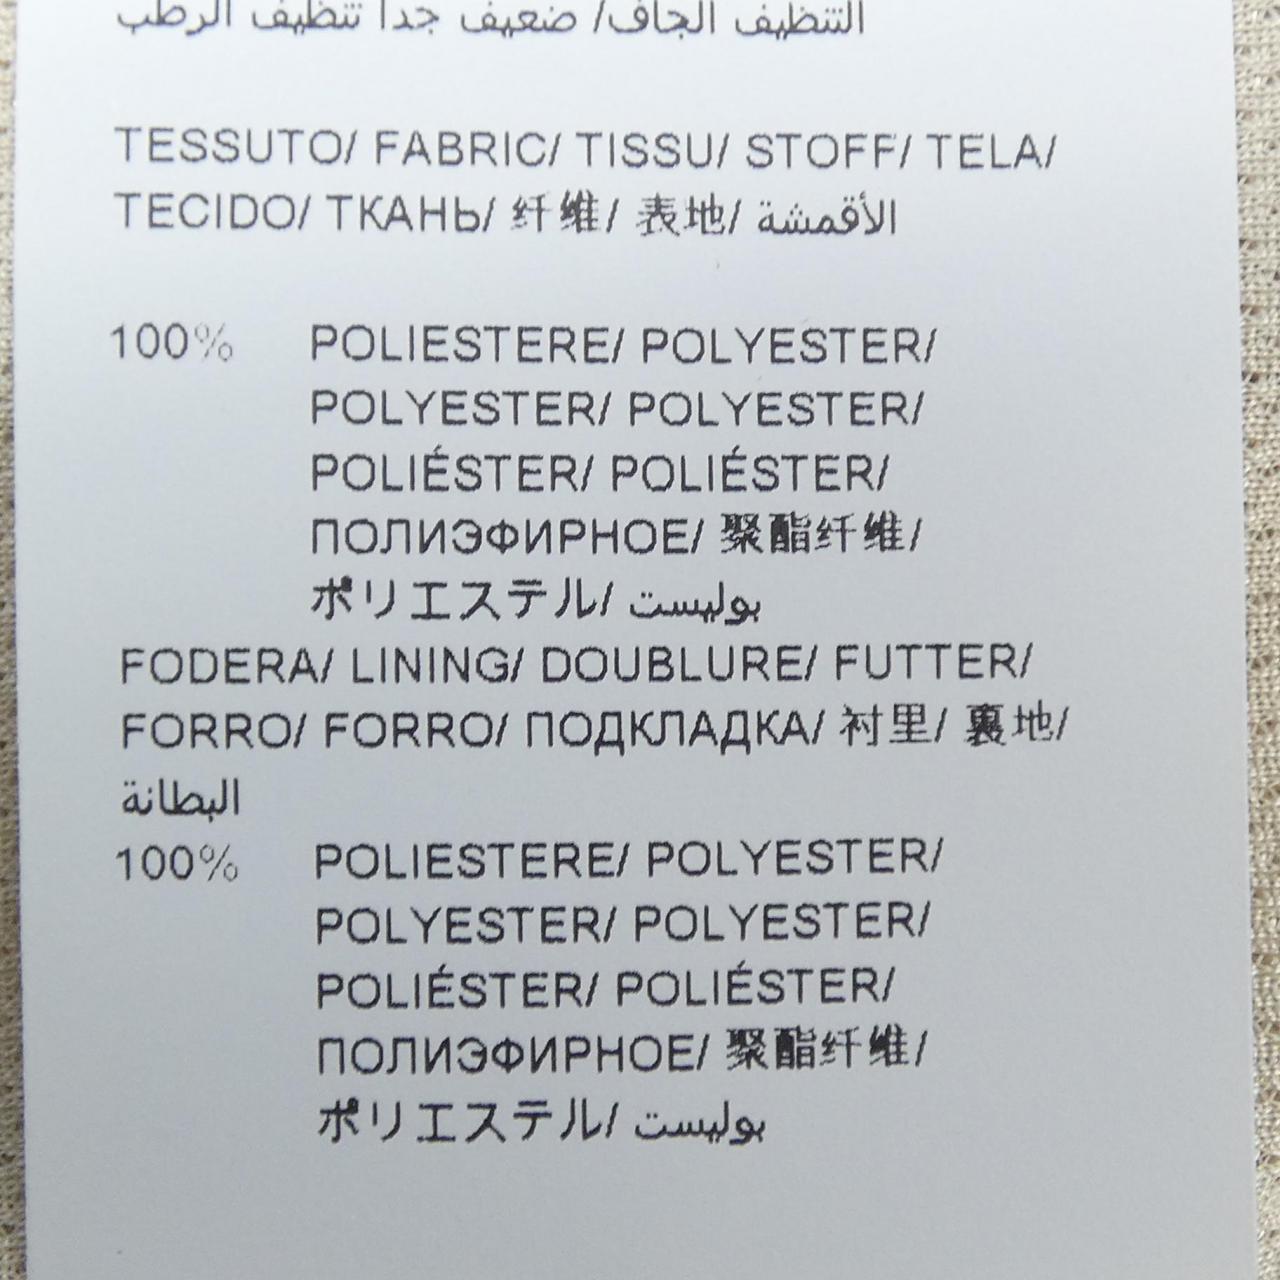 التنظيف الجاف/ ضعيف جدا تنظيف الرطب
TESSUTO/ FABRIC/ TISSU/ STOFF/ TELA/
TECIDO/ ТКАНЬ/ 纤维/ 表地/ الأقمشة
100% POLIESTERE/ POLYESTER/
POLYESTER/ POLYESTER/
POLIÉSTER/ POLIÉSTER/
ПОЛИЭФИРНОЕ/ 聚酯纤维/
ポリエステル/ بوليست
FODERA/ LINING/ DOUBLURE/ FUTTER/
FORRO/ FORRO/ ПОДКЛАДКА/ 衬里/ 裏地/
البطانة
100% POLIESTERE/ POLYESTER/
POLYESTER/ POLYESTER/
POLIÉSTER/ POLIÉSTER/
ПОЛИЭФИРНОЕ/ 聚酯纤维/
ポリエステル/ بوليست